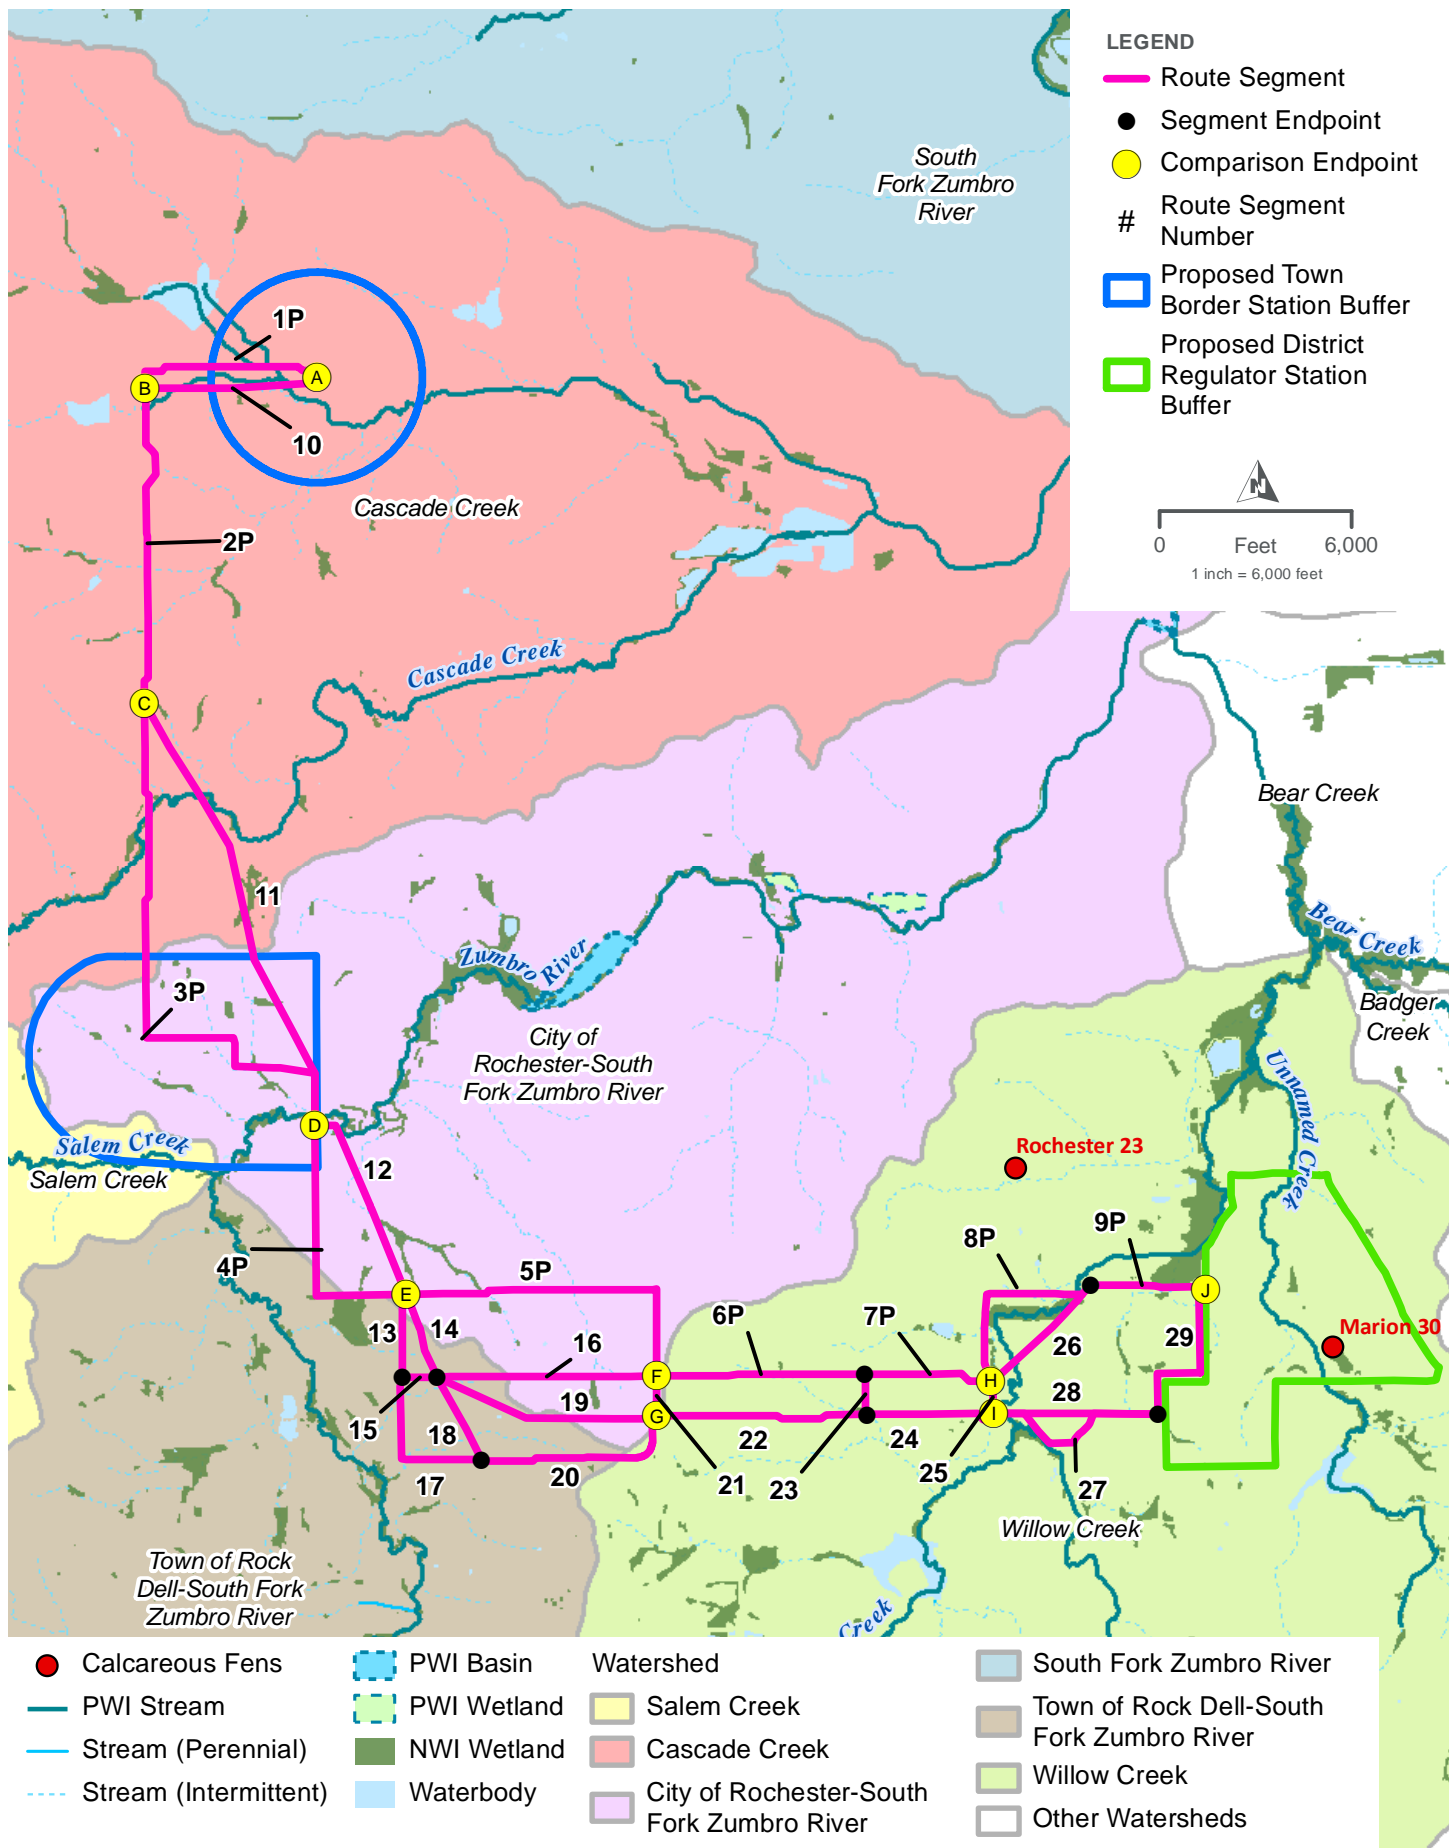 LEGEND
Route Segment
Segment Endpoint
Comparison Endpoint
#
Route Segment
Number
Proposed Town
Border Station Buffer
Proposed District
Regulator Station
Buffer
N
0
Feet
6,000
1 inch = 6,000 feet
South
Fork Zumbro
River
1P
A
B
10
Cascade Creek
2P
Cascade Creek
C
Bear Creek
11
Bear Creek
Zumbro River
3P
Badger
Creek
City of
Rochester-South
Fork Zumbro River
Unnamed Creek
D
Salem Creek
Salem Creek
Rochester 23
12
4P
8P
9P
5P
E
J
6P
7P
Marion 30
13
14
16
26
29
F
H
15
18
19
G
28
I
22
24
17
20
21
23
25
27
Willow Creek
Town of Rock
Dell-South Fork
Zumbro River
Creek
Calcareous Fens
PWI Stream
Stream (Perennial)
Stream (Intermittent)
PWI Basin
PWI Wetland
NWI Wetland
Waterbody
Watershed
Salem Creek
Cascade Creek
City of Rochester-South
Fork Zumbro River
South Fork Zumbro River
Town of Rock Dell-South
Fork Zumbro River
Willow Creek
Other Watersheds